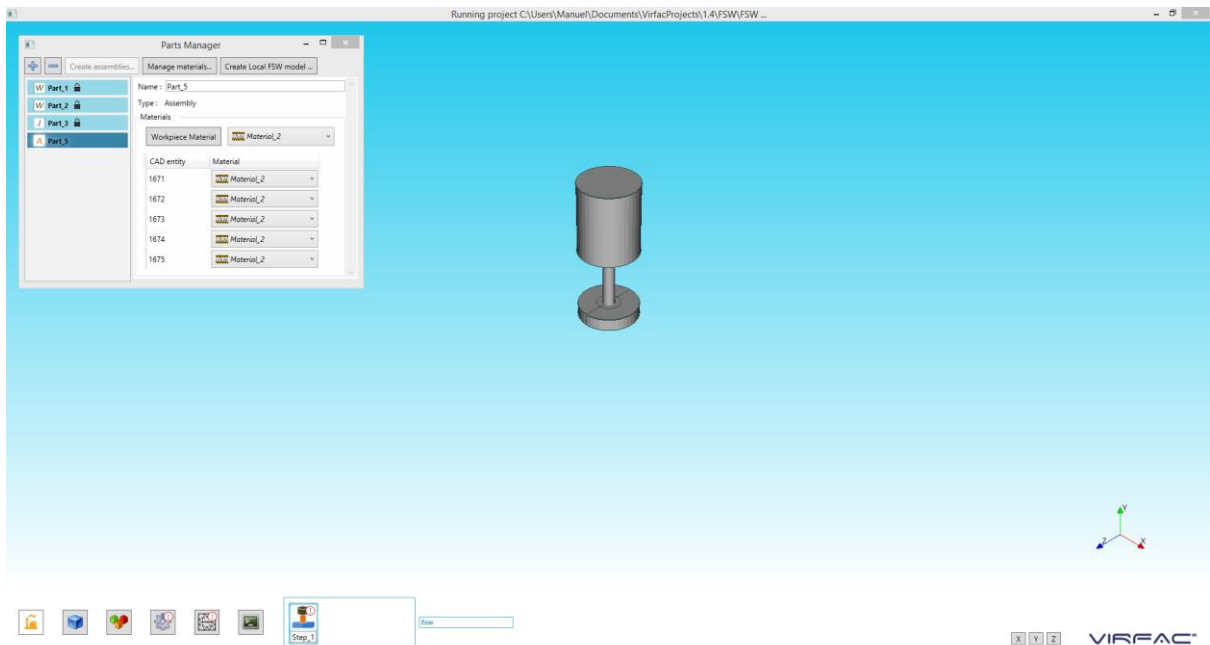 Running project C:\Users\Manuel\Documents\VirfacProjects\1.4\FSW\FSW ...
Parts Manager
Create assemblies... Manage materials... Create Local FSW model ...
W Part_1
W Part_2
J Part_3
A Part_5
Name : Part_5
Type : Assembly
Materials
Workpiece Material Material_2
CAD entity Material
1671 Material_2
1672 Material_2
1673 Material_2
1674 Material_2
1675 Material_2
Y
Z X
Step_1
fsw
X Y Z
VIRFAC